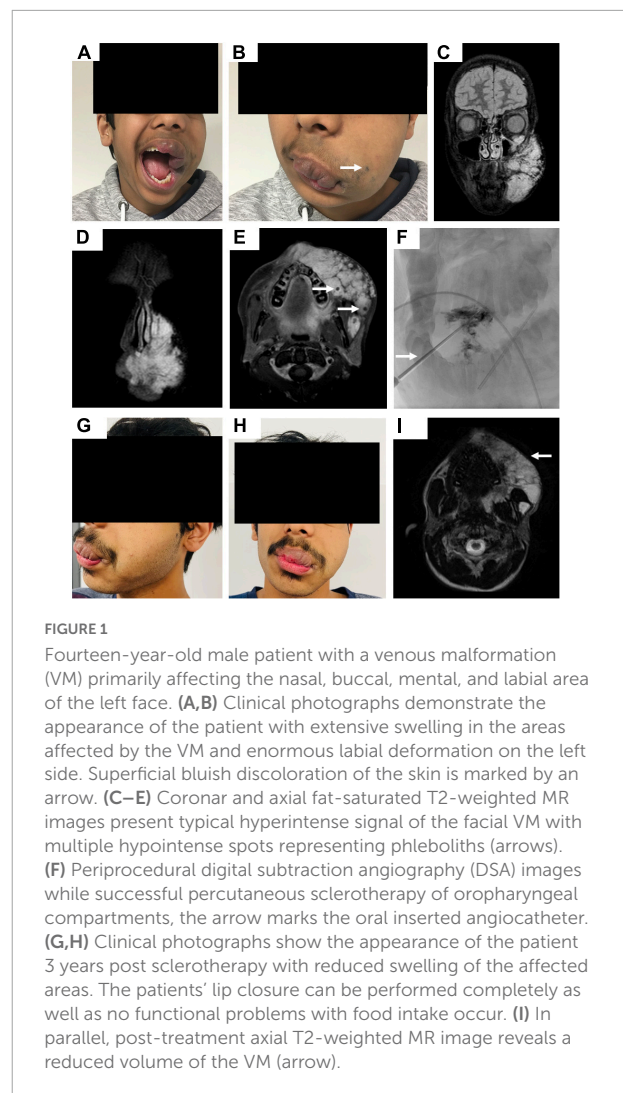 A
B
C
D
E
F
G
H
I
FIGURE 1
Fourteen-year-old male patient with a venous malformation
(VM) primarily affecting the nasal, buccal, mental, and labial area
of the left face. (A,B) Clinical photographs demonstrate the
appearance of the patient with extensive swelling in the areas
affected by the VM and enormous labial deformation on the left
side. Superficial bluish discoloration of the skin is marked by an
arrow. (C–E) Coronar and axial fat-saturated T2-weighted MR
images present typical hyperintense signal of the facial VM with
multiple hypointense spots representing phleboliths (arrows).
(F) Periprocedural digital subtraction angiography (DSA) images
while successful percutaneous sclerotherapy of oropharyngeal
compartments, the arrow marks the oral inserted angiocatheter.
(G,H) Clinical photographs show the appearance of the patient
3 years post sclerotherapy with reduced swelling of the affected
areas. The patients’ lip closure can be performed completely as
well as no functional problems with food intake occur. (I) In
parallel, post-treatment axial T2-weighted MR image reveals a
reduced volume of the VM (arrow).